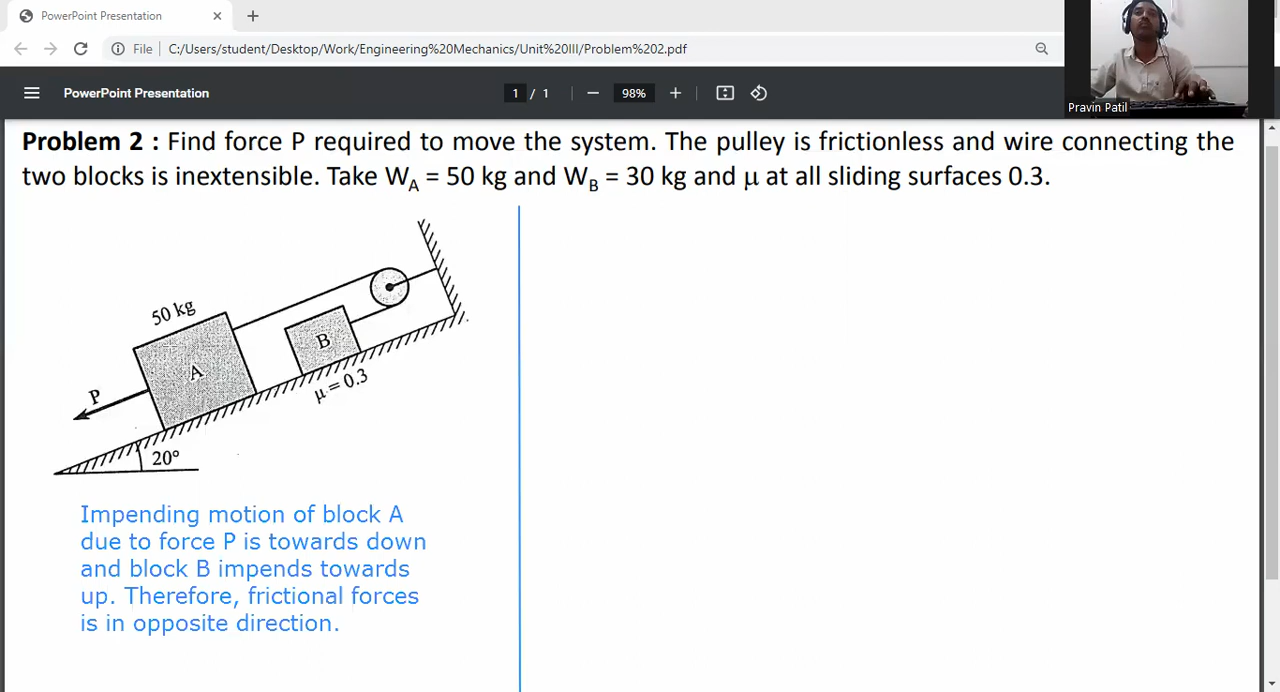 PowerPoint Presentation
File
C:/Users/student/Desktop/Work/Engineering%20Mechanics/Unit%20III/Problem%202.pdf
PowerPoint Presentation
1 / 1
98%
Pravin Patil
Problem 2 : Find force P required to move the system. The pulley is frictionless and wire connecting the
two blocks is inextensible. Take WA = 50 kg and WB = 30 kg and μ at all sliding surfaces 0.3.
50 kg
A
B
P
μ = 0.3
20°
Impending motion of block A
due to force P is towards down
and block B impends towards
up. Therefore, frictional forces
is in opposite direction.